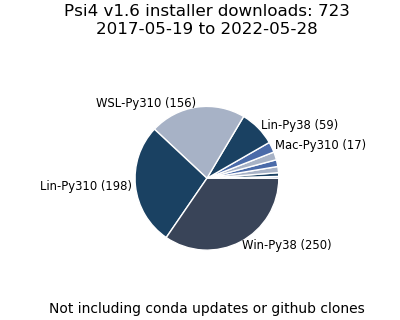 Psi4 v1.6 installer downloads: 723
2017-05-19 to 2022-05-28
WSL-Py310 (156)
Lin-Py38 (59)
Mac-Py310 (17)
Lin-Py310 (198)
Win-Py38 (250)
Not including conda updates or github clones